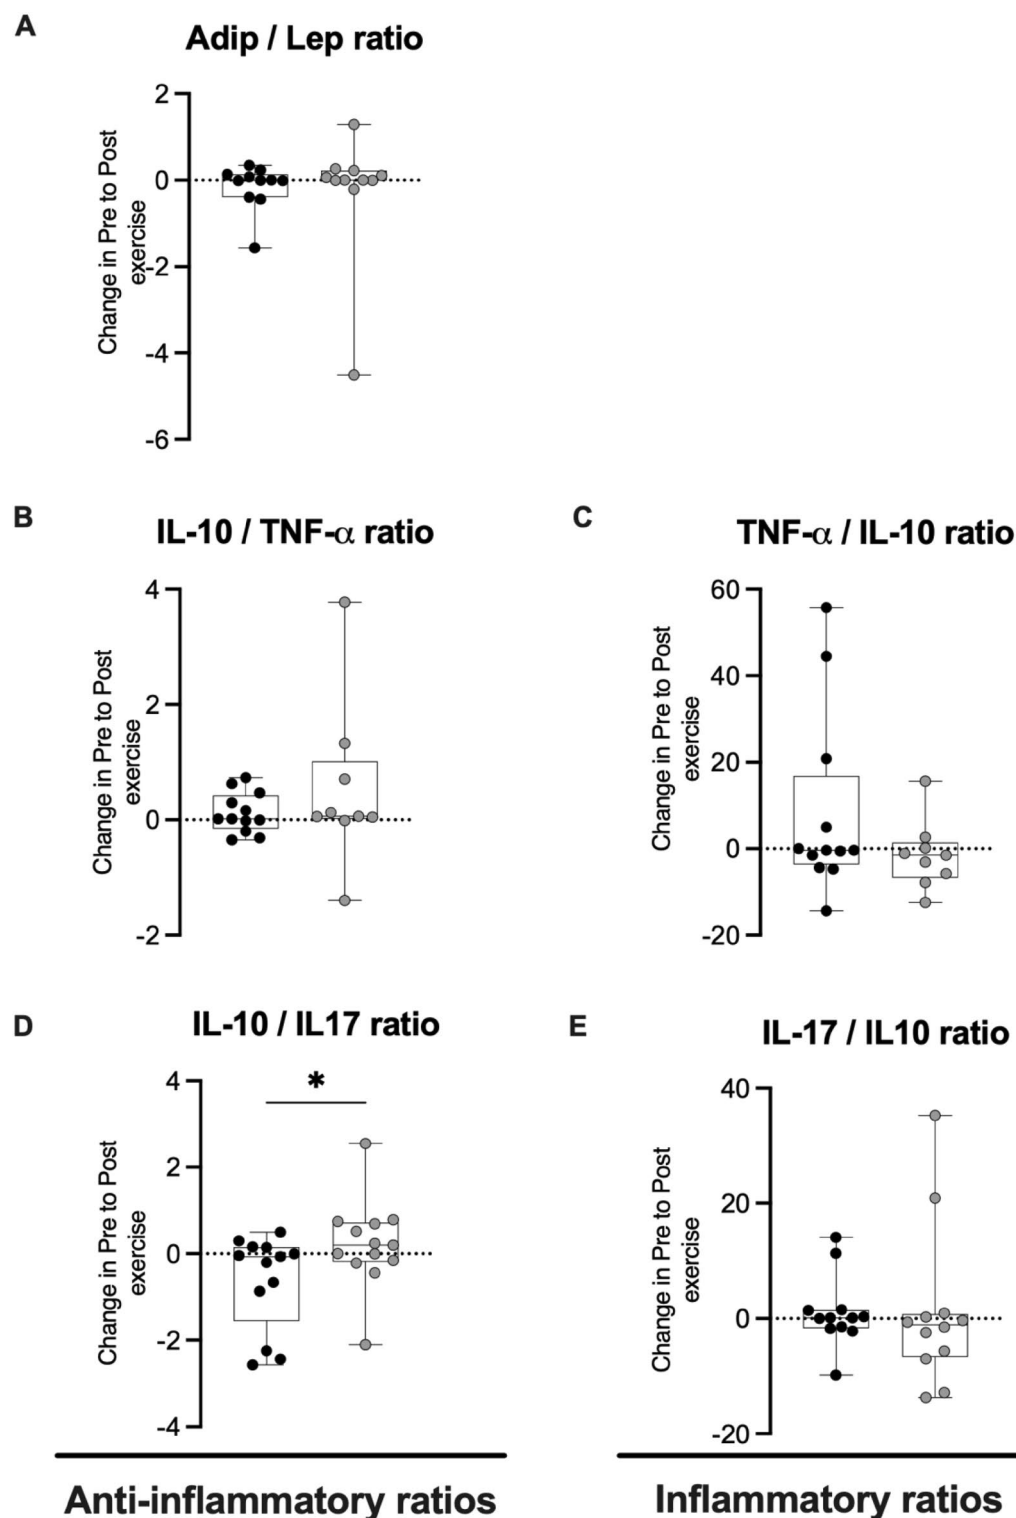 A
Adip / Lep ratio
Change in Pre to Post
exercise
2
0
-2
-4
-6
B
IL-10 / TNF-α ratio
Change in Pre to Post
exercise
4
2
0
-2
C
TNF-α / IL-10 ratio
Change in Pre to Post
exercise
60
40
20
0
-20
D
IL-10 / IL17 ratio
Change in Pre to Post
exercise
4
2
0
-2
-4
*
E
IL-17 / IL10 ratio
Change in Pre to Post
exercise
40
20
0
-20
Anti-inflammatory ratios
Inflammatory ratios